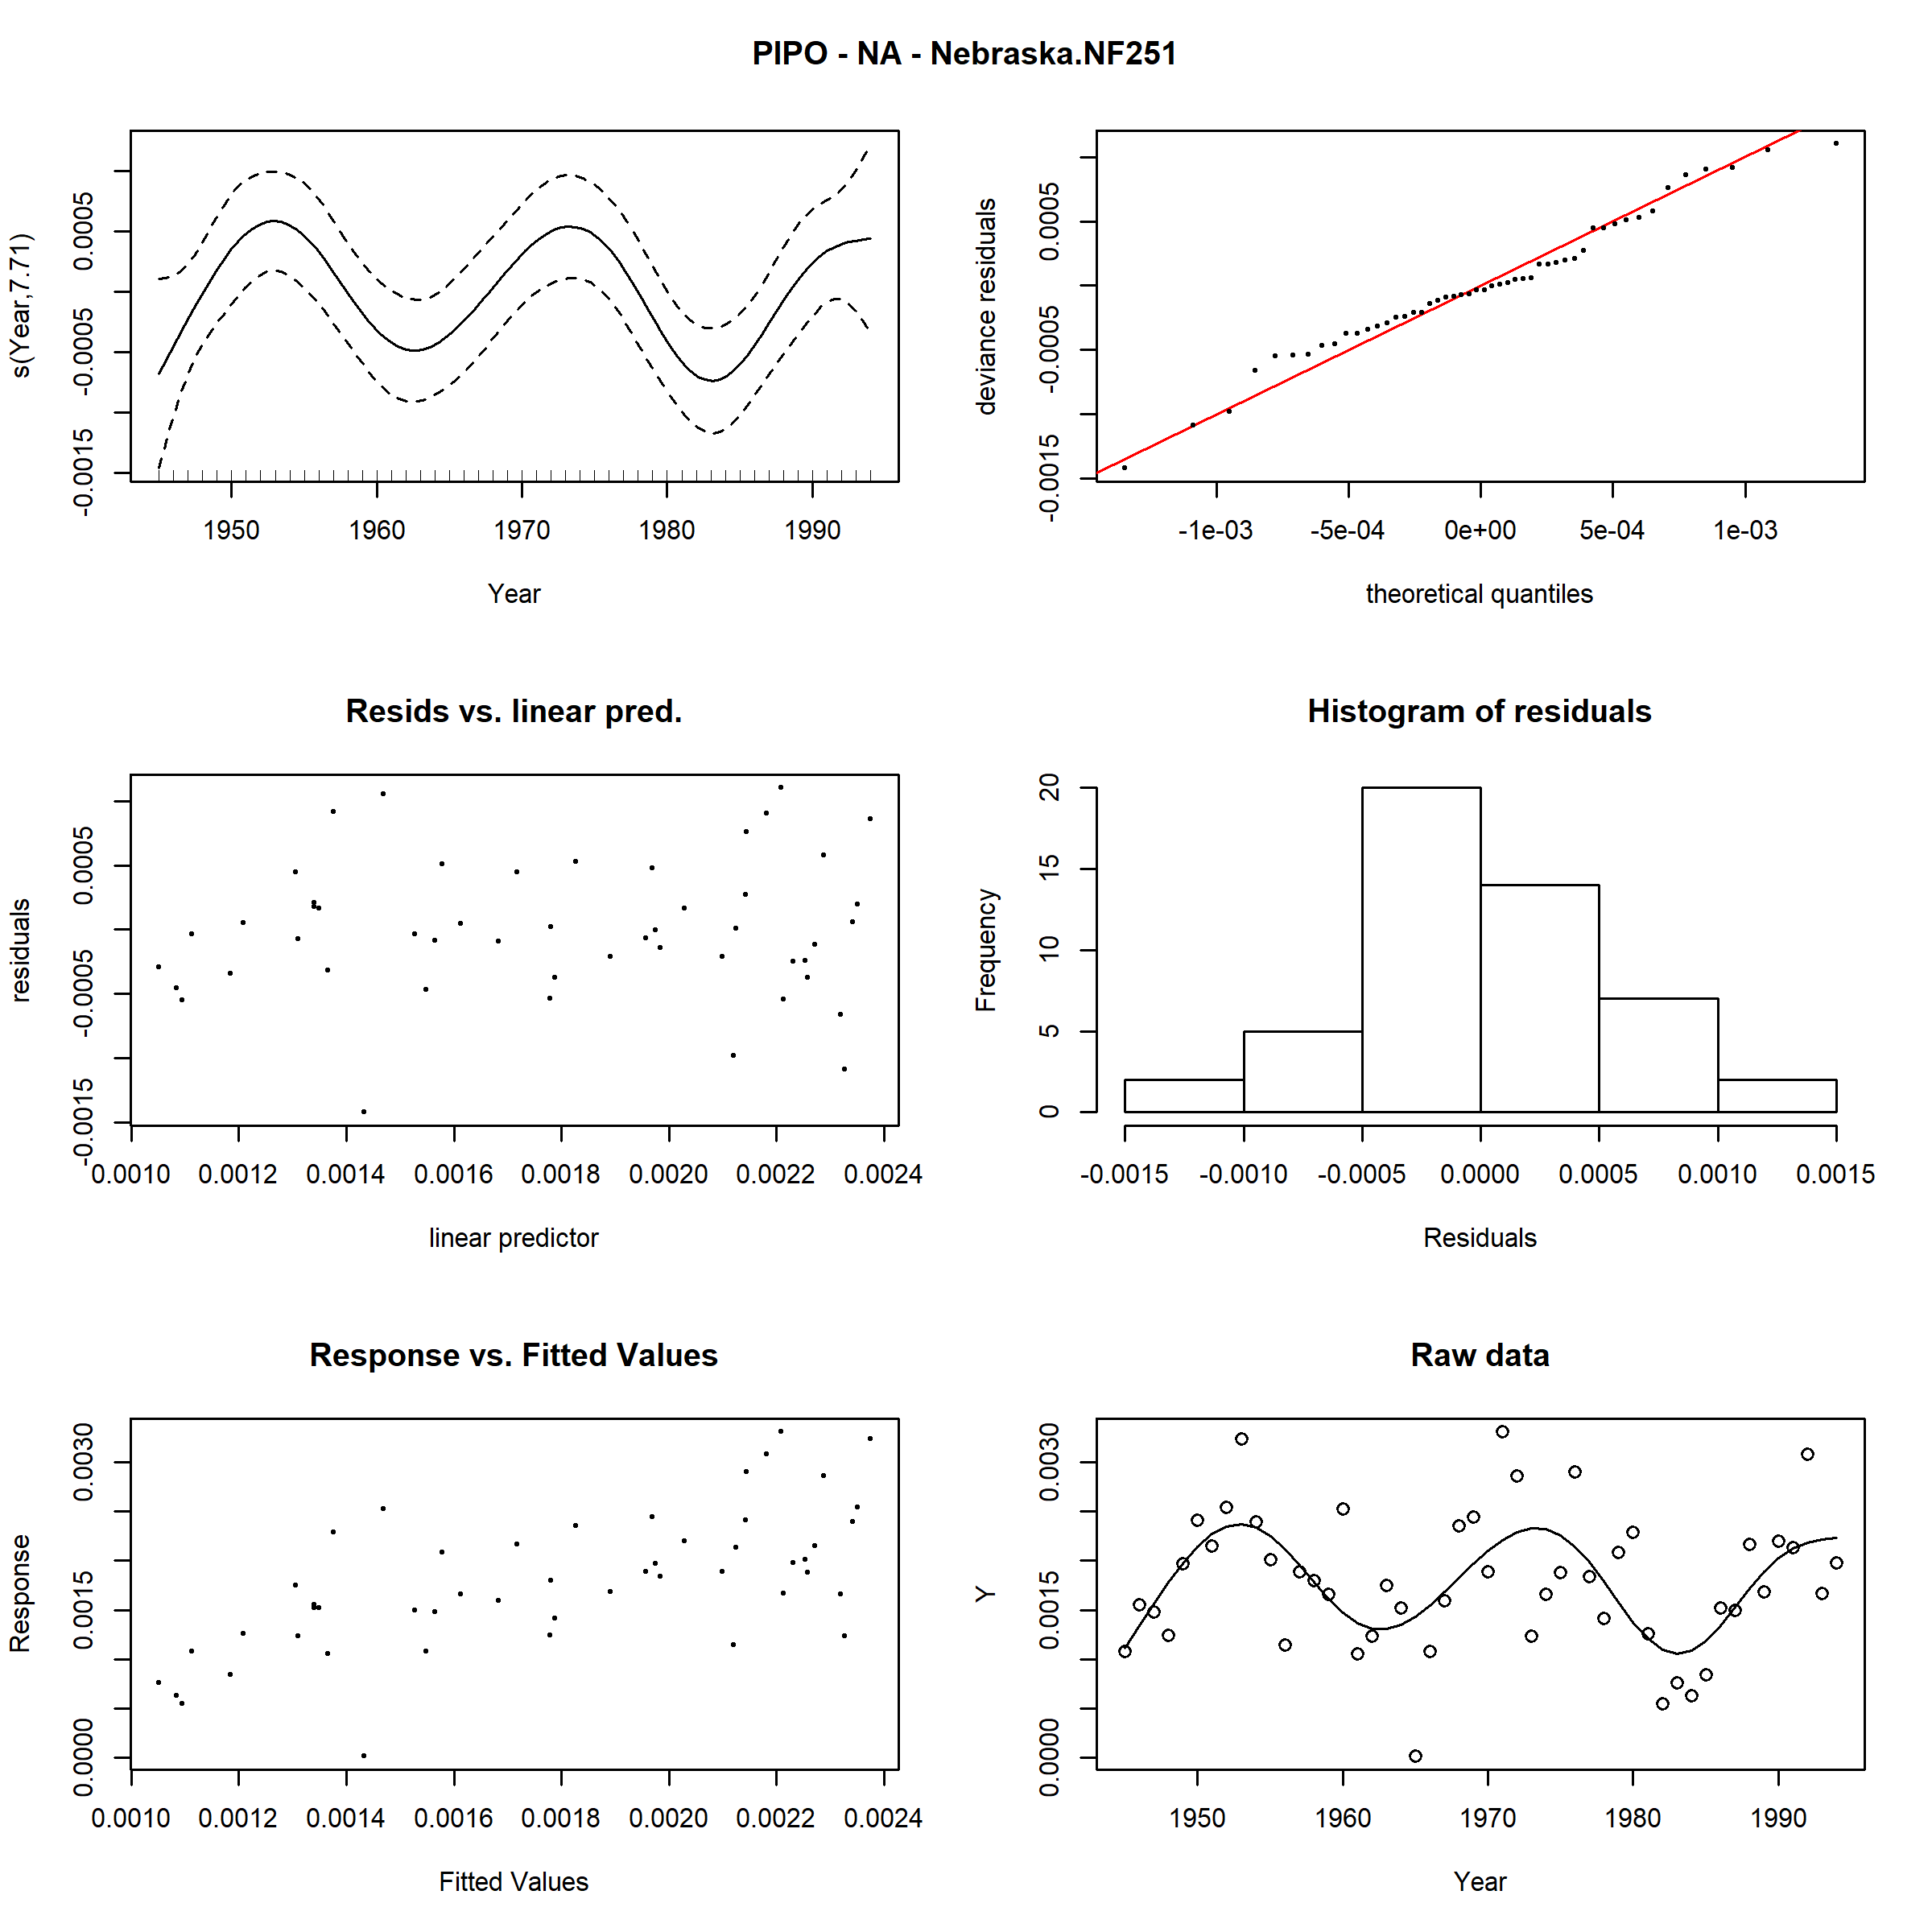 PIPO - NA - Nebraska.NF251
s(Year,7.71)
-0.0015 -0.0005 0.0005
1950 1960 1970 1980 1990
Year
deviance residuals
-0.0015 -0.0005 0.0005
-1e-03 -5e-04 0e+00 5e-04 1e-03
theoretical quantiles
Resids vs. linear pred.
residuals
-0.0015 -0.0005 0.0005
0.0010 0.0012 0.0014 0.0016 0.0018 0.0020 0.0022 0.0024
linear predictor
Histogram of residuals
Frequency
0 5 10 15 20
-0.0015 -0.0010 -0.0005 0.0000 0.0005 0.0010 0.0015
Residuals
Response vs. Fitted Values
Response
0.0000 0.0015 0.0030
0.0010 0.0012 0.0014 0.0016 0.0018 0.0020 0.0022 0.0024
Fitted Values
Raw data
Y
0.0000 0.0015 0.0030
1950 1960 1970 1980 1990
Year